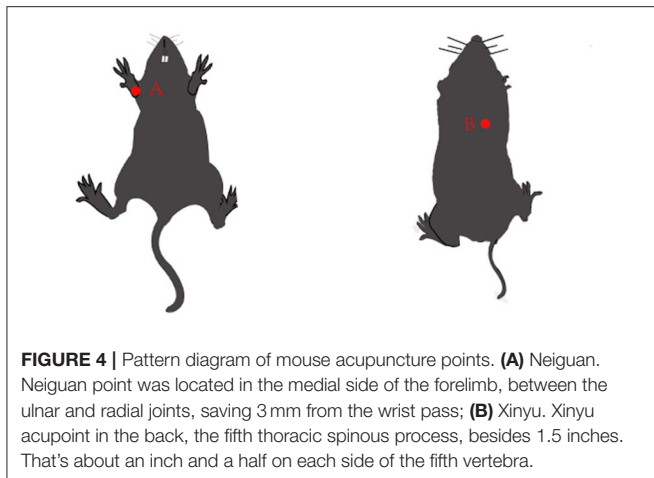 A
B
FIGURE 4 | Pattern diagram of mouse acupuncture points. (A) Neiguan.
Neiguan point was located in the medial side of the forelimb, between the
ulnar and radial joints, saving 3 mm from the wrist pass; (B) Xinyu. Xinyu
acupoint in the back, the fifth thoracic spinous process, besides 1.5 inches.
That's about an inch and a half on each side of the fifth vertebra.